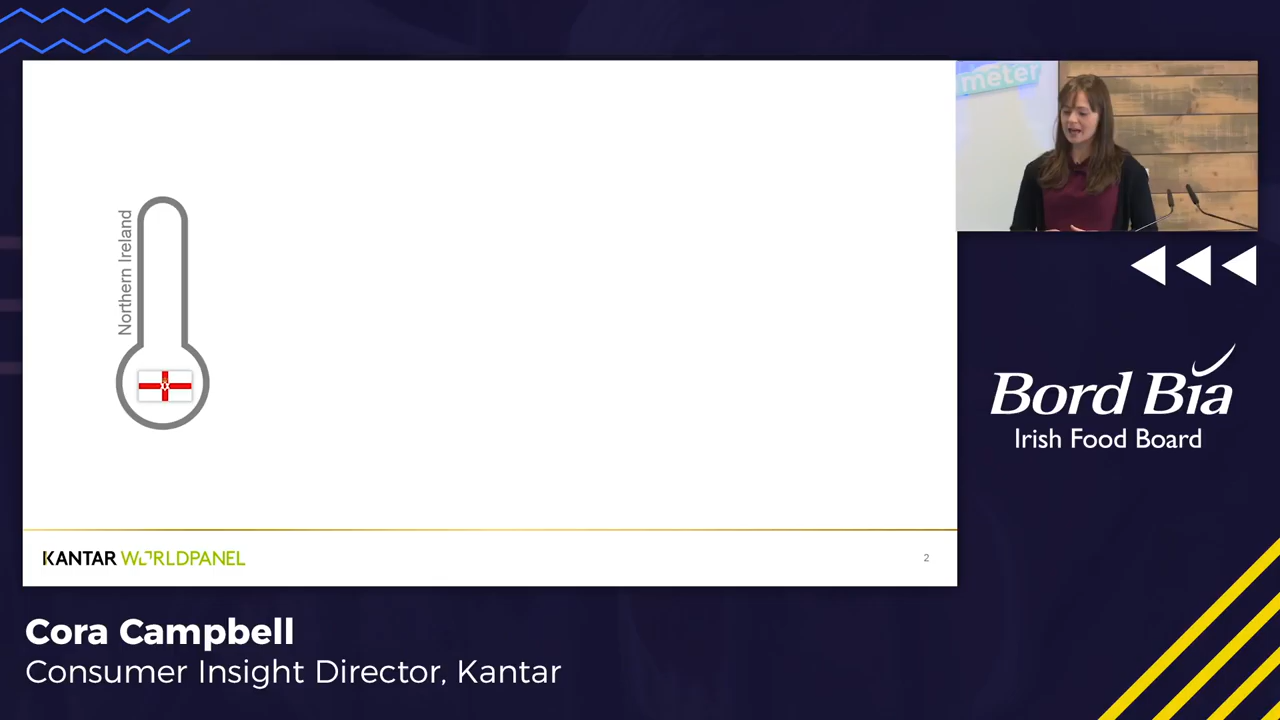 meter
Northern Ireland
KANTAR WORLDPANEL
2
Bord Bia
Irish Food Board
Cora Campbell
Consumer Insight Director, Kantar